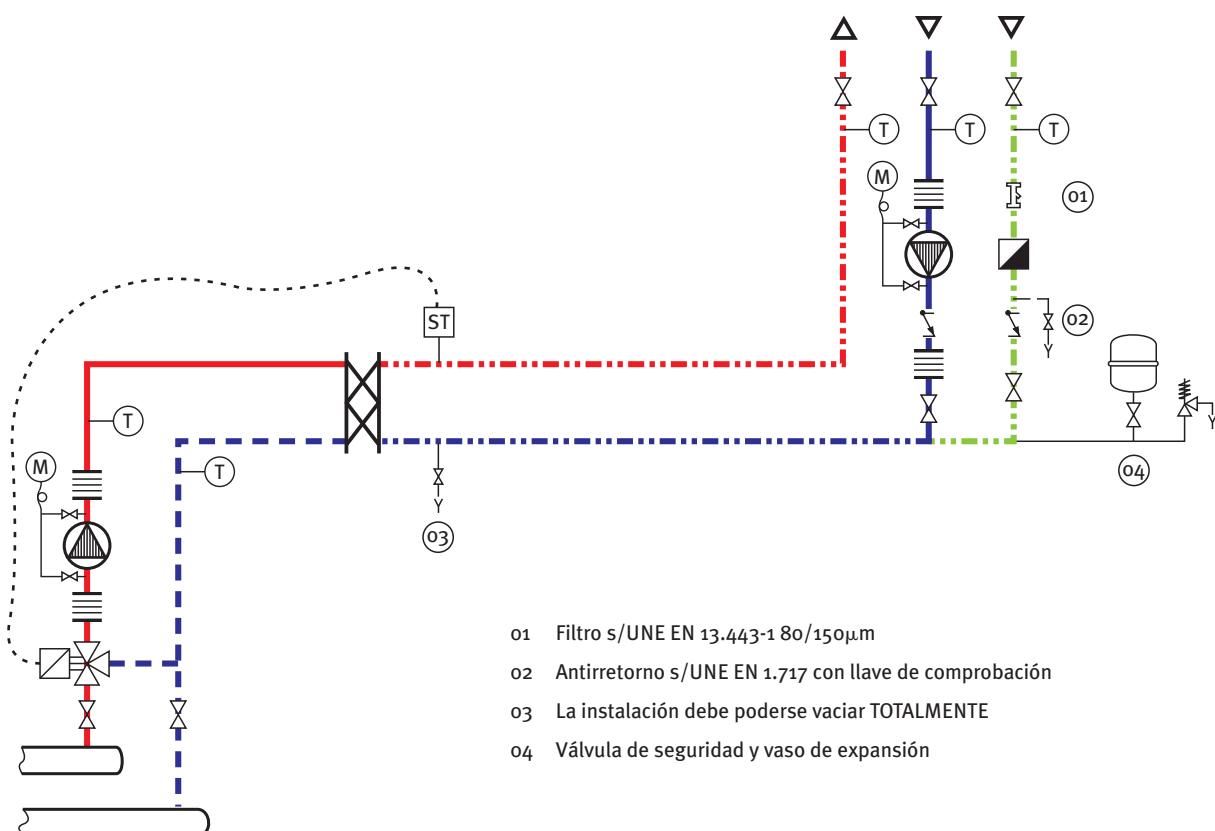 T
T
T
M
01
ST
02
T
M
T
04
03
01 Filtro s/UNE EN 13.443-1 80/150µm
02 Antirretorno s/UNE EN 1.717 con llave de comprobación
03 La instalación debe poderse vaciar TOTALMENTE
04 Válvula de seguridad y vaso de expansión